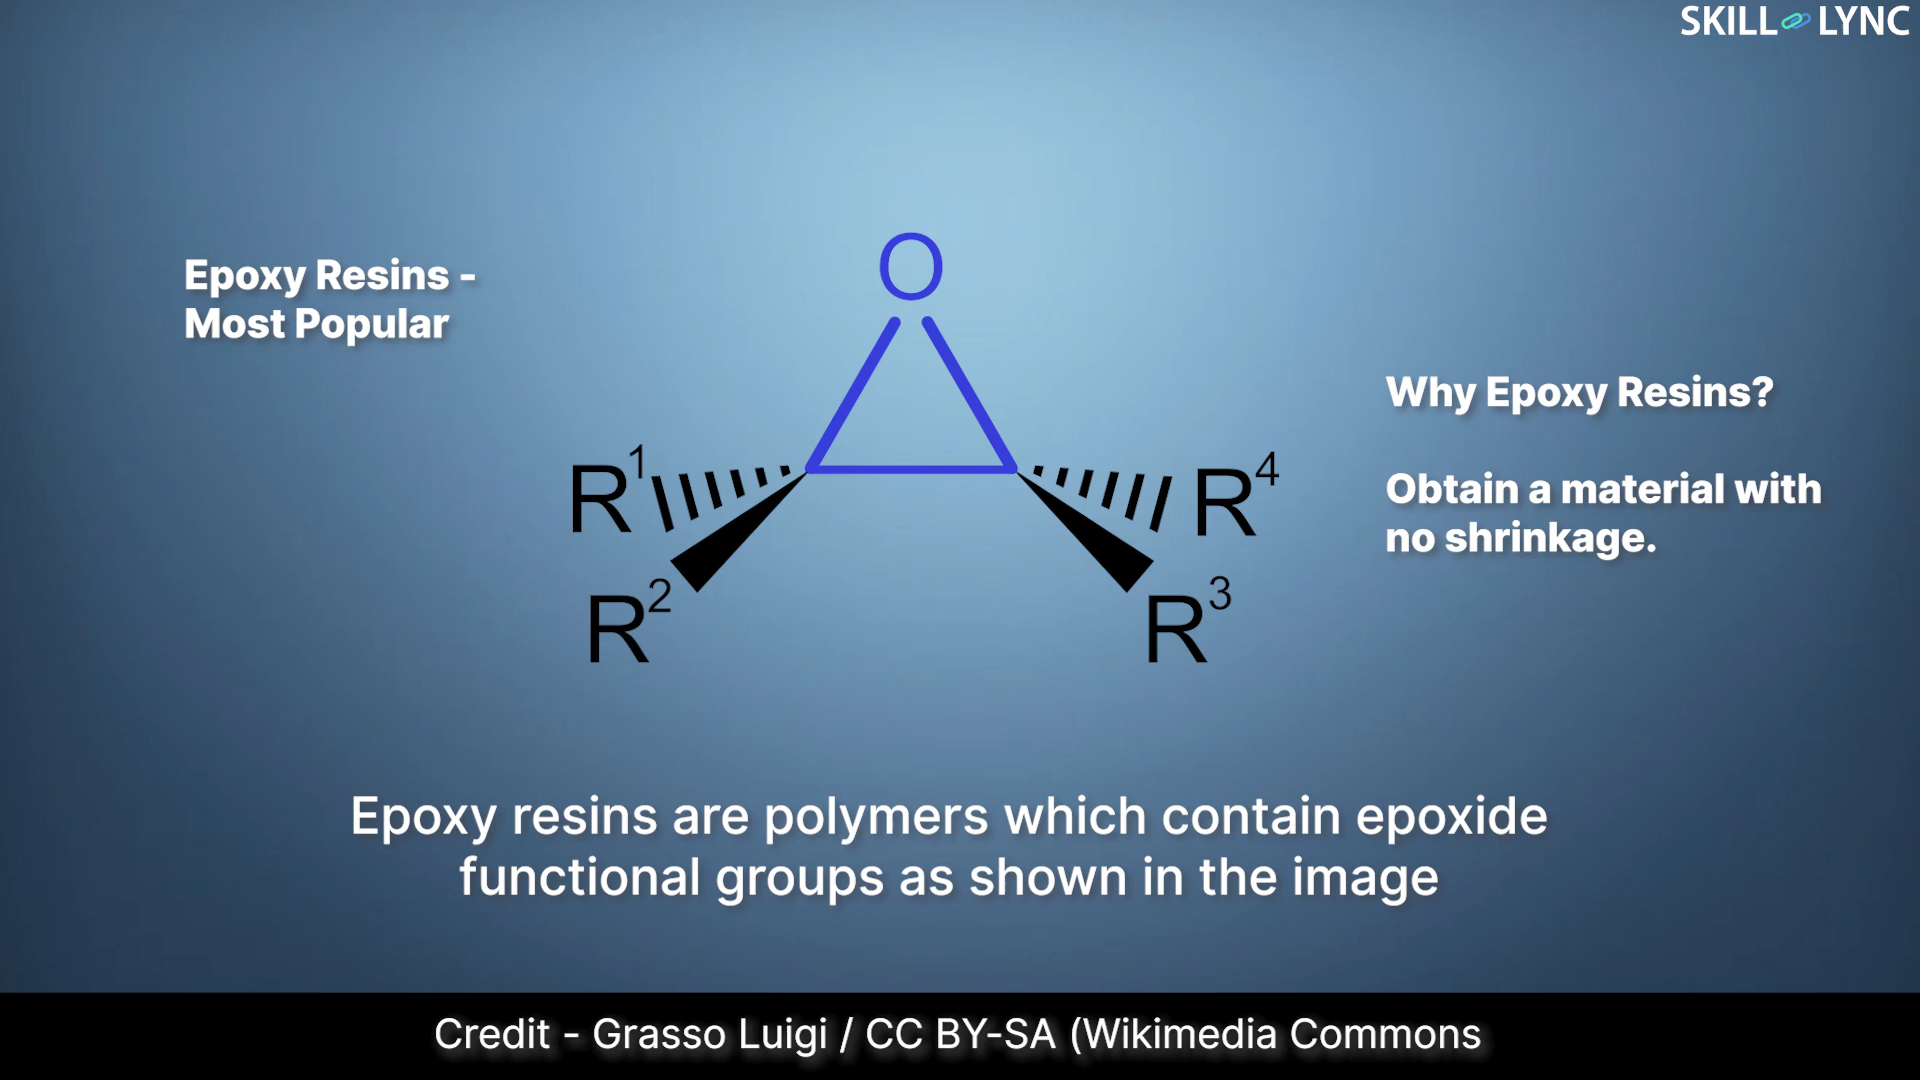 SKILL LYNC
Epoxy Resins -
Most Popular
O
R1
R2
R4
R3
Why Epoxy Resins?
Obtain a material with
no shrinkage.
Epoxy resins are polymers which contain epoxide
functional groups as shown in the image
Credit - Grasso Luigi / CC BY-SA (Wikimedia Commons